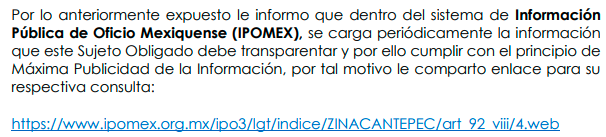 Por lo anteriormente expuesto le informo que dentro del sistema de Información
Pública de Oficio Mexiquense (IPOMEX), se carga periódicamente la información
que este Sujeto Obligado debe transparentar y por ello cumplir con el principio de
Máxima Publicidad de la Información, por tal motivo le comparto enlace para su
respectiva consulta:
https://www.ipomex.org.mx/ipo3/lgt/indice/ZINACANTEPEC/art_92_viii/4.web